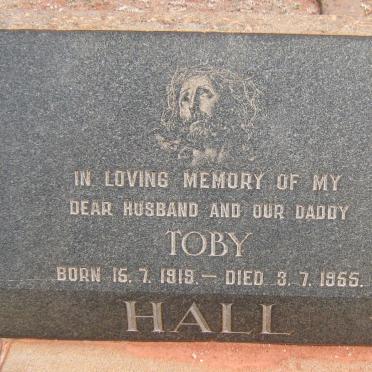 IN LOVING MEMORY OF MY
DEAR HUSBAND AND OUR DADDY
TOBY
BORN 15. 7. 1919. — DIED 3. 7. 1955.
HALL